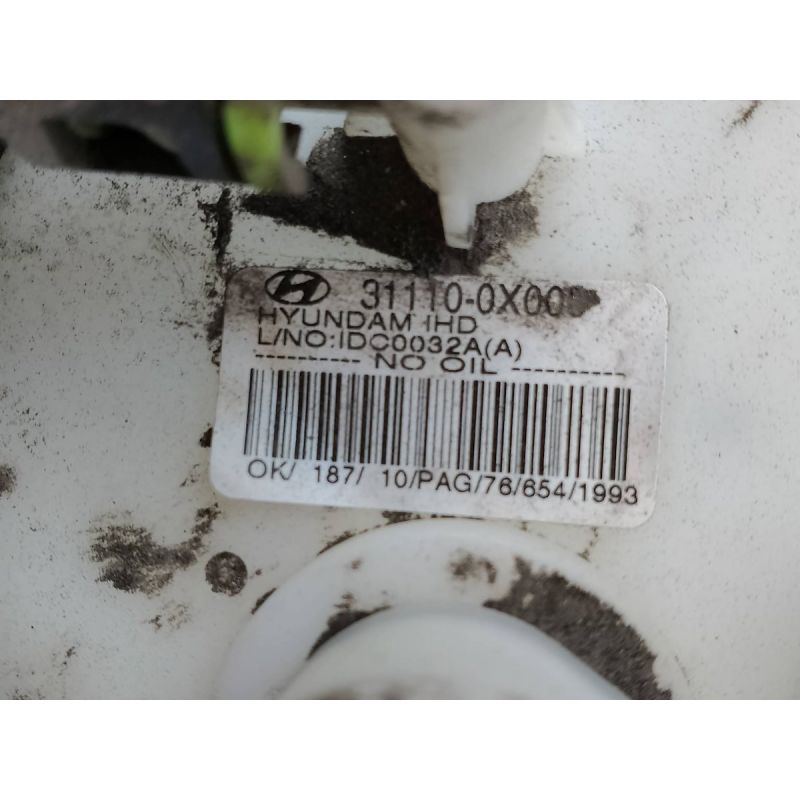 31110-0X00
HYUNDAM IHD
L/NO:IDC0032A(A)
---------- NO OIL -----------
OK/ 187/ 10/PAG/76/654/1993